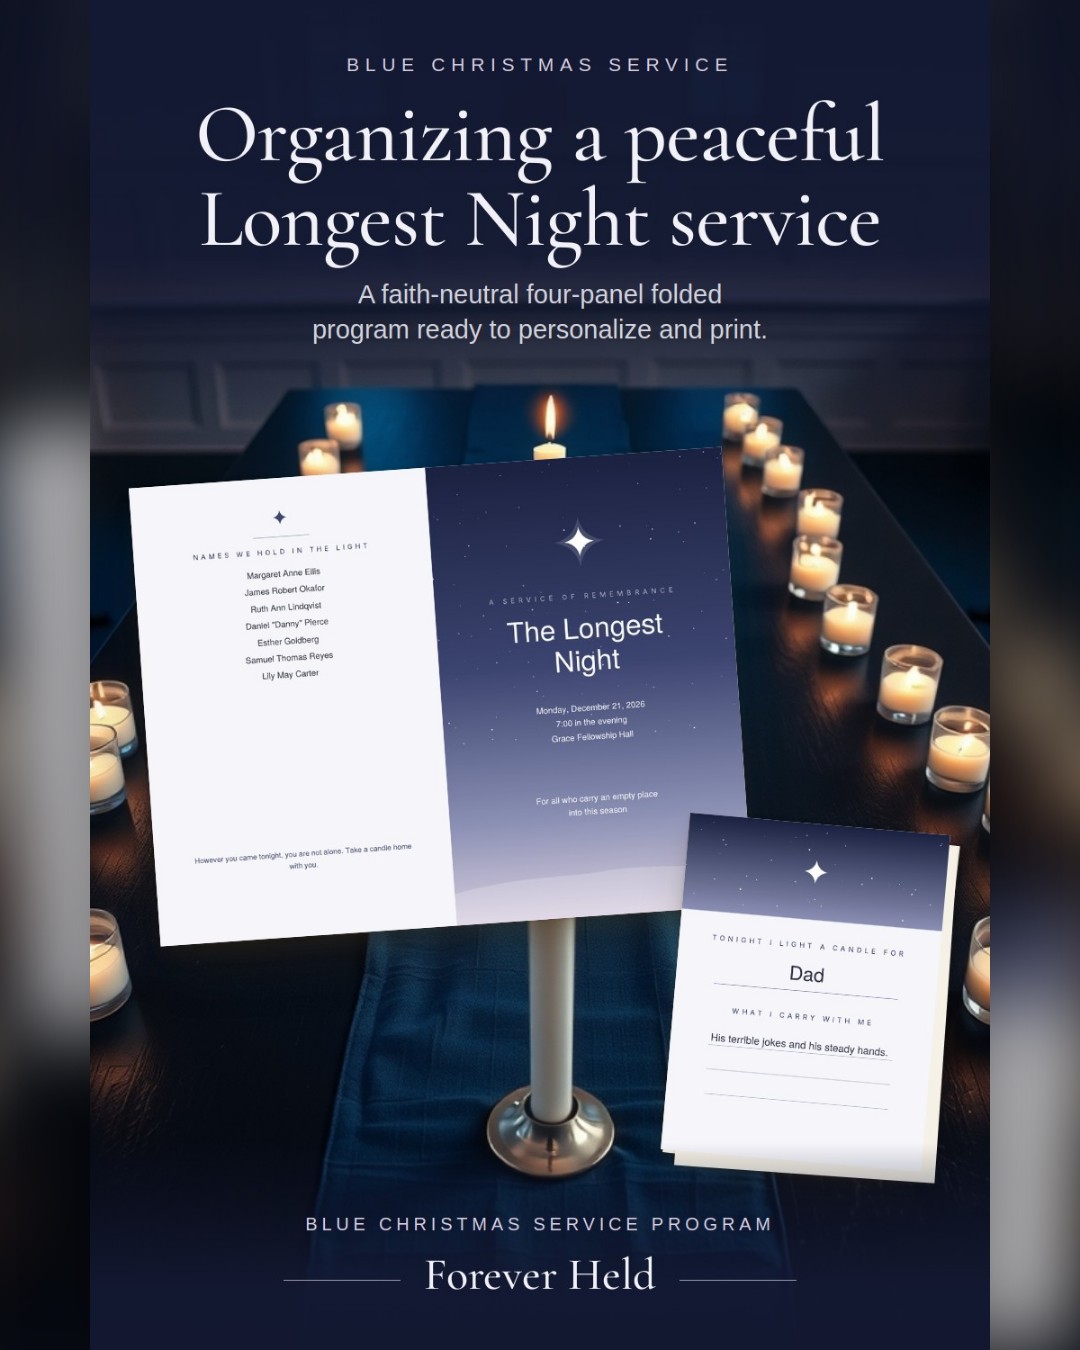 BLUE CHRISTMAS SERVICE
Organizing a peaceful
Longest Night service
A faith-neutral four-panel folded
program ready to personalize and print.
NAMES WE HOLD IN THE LIGHT
Margaret Anne Ellis
James Robert Okafor
Ruth Ann Lindqvist
Daniel "Danny" Pierce
Esther Goldberg
Samuel Thomas Reyes
Lily May Carter
However you came tonight, you are not alone. Take a candle home
with you.
A SERVICE OF REMEMBRANCE
The Longest
Night
Monday, December 21, 2026
7:00 in the evening
Grace Fellowship Hall
For all who carry an empty place
into this season
TONIGHT I LIGHT A CANDLE FOR
Dad
WHAT I CARRY WITH ME
His terrible jokes and his steady hands.
BLUE CHRISTMAS SERVICE PROGRAM
Forever Held